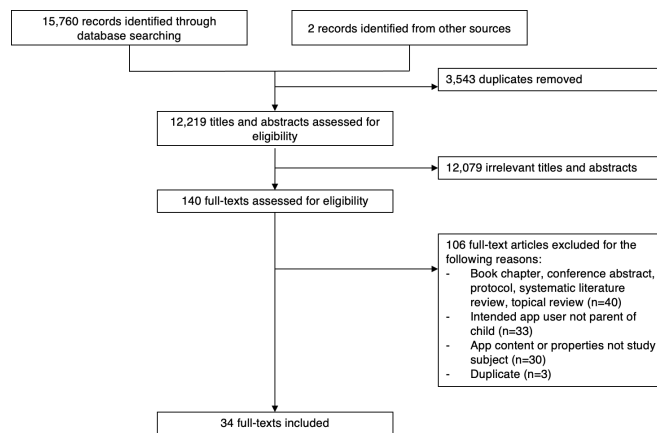 15,760 records identified through
database searching
2 records identified from other sources
3,543 duplicates removed
12,219 titles and abstracts assessed for
eligibility
12,079 irrelevant titles and abstracts
140 full-texts assessed for eligibility
106 full-text articles excluded for the
following reasons:
- Book chapter, conference abstract,
protocol, systematic literature
review, topical review (n=40)
- Intended app user not parent of
child (n=33)
- App content or properties not study
subject (n=30)
- Duplicate (n=3)
34 full-texts included